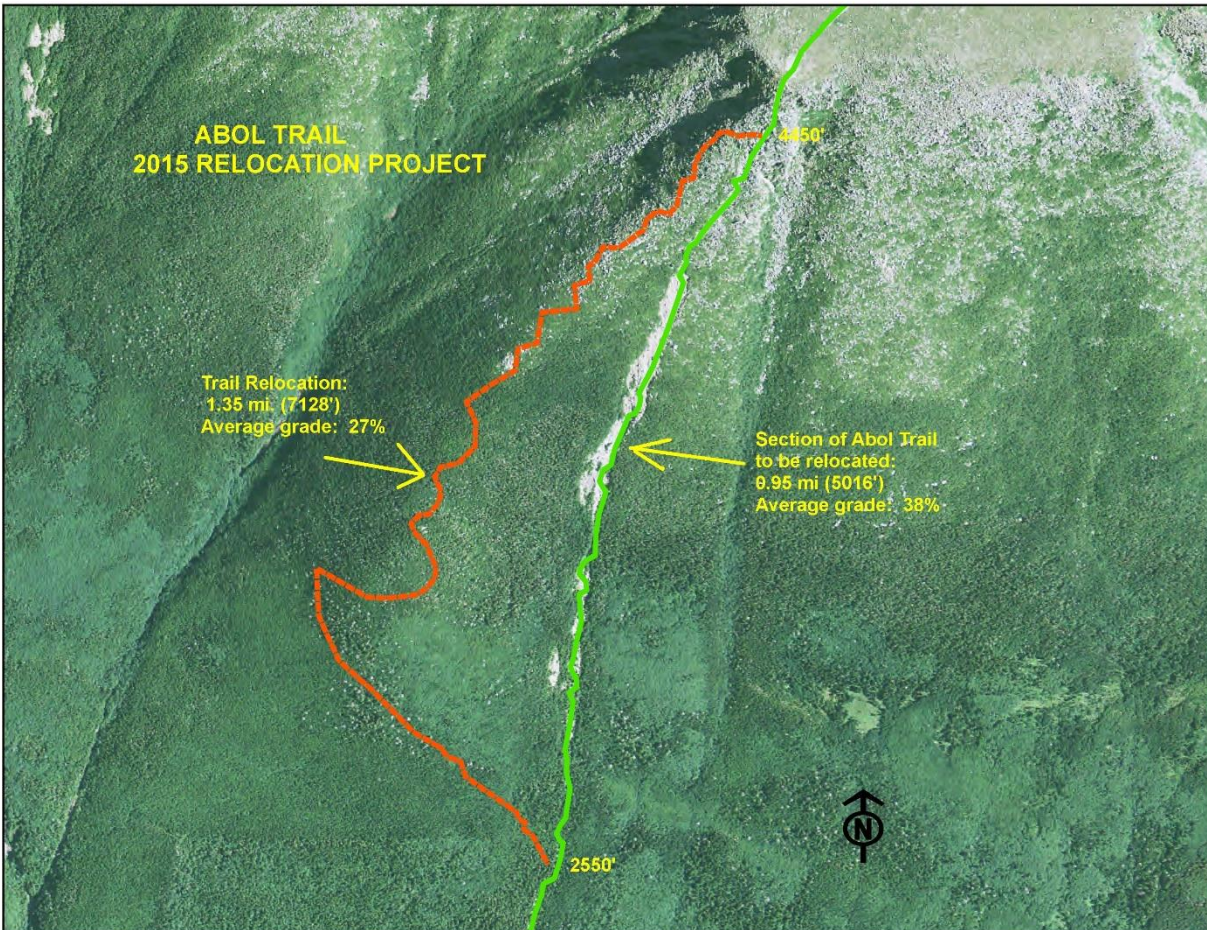 ABOL TRAIL
2015 RELOCATION PROJECT
4450'
Trail Relocation:
1.35 mi. (7128')
Average grade: 27%
Section of Abol Trail
to be relocated:
0.95 mi (5016')
Average grade: 38%
N
2550'